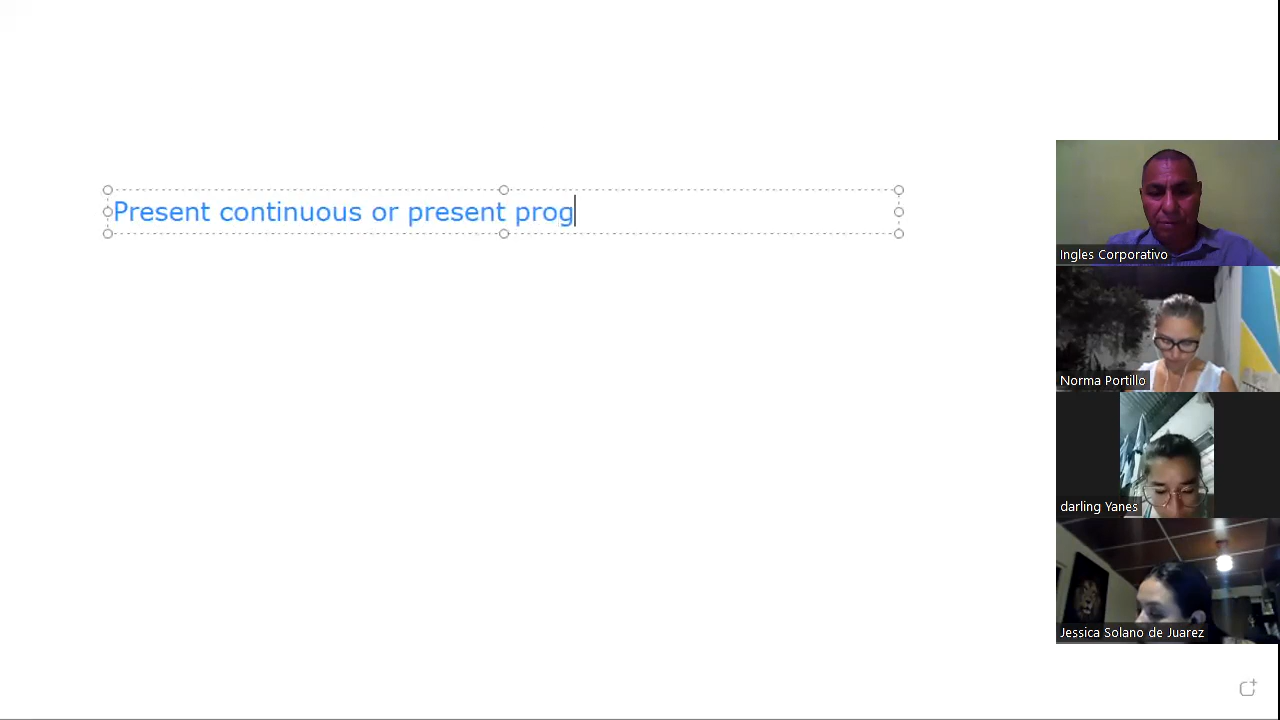 Present continuous or present prog
Ingles Corporativo
Norma Portillo
darling Yanes
Jessica Solano de Juarez